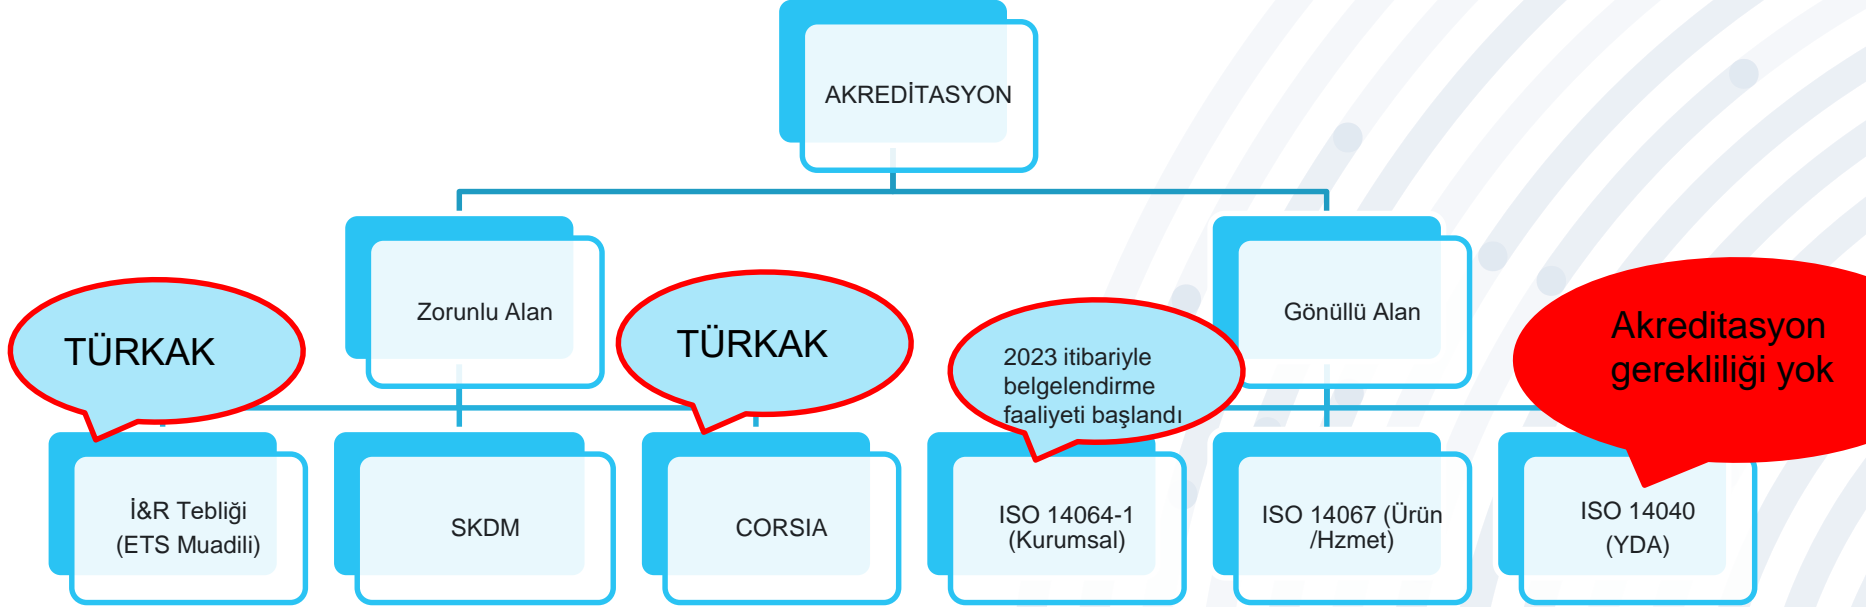 AKREDİTASYON
Zorunlu Alan
Gönüllü Alan
TÜRKAK
TÜRKAK
2023 itibariyle
belgelendirme
faaliyeti başlandı
Akreditasyon
gerekliliği yok
İ&R Tebliği
(ETS Muadili)
SKDM
CORSIA
ISO 14064-1
(Kurumsal)
ISO 14067 (Ürün
/Hzmet)
ISO 14040
(YDA)